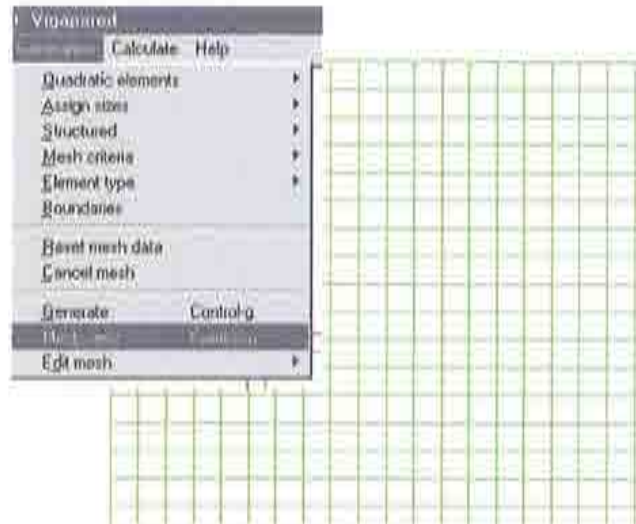 Calculate Help
Quadratic elements
Assign sizes
Structured
Mesh criteria
Element type
Boundaries
Reset mesh data
Cancel mesh
Generate Control-g
Edit mesh